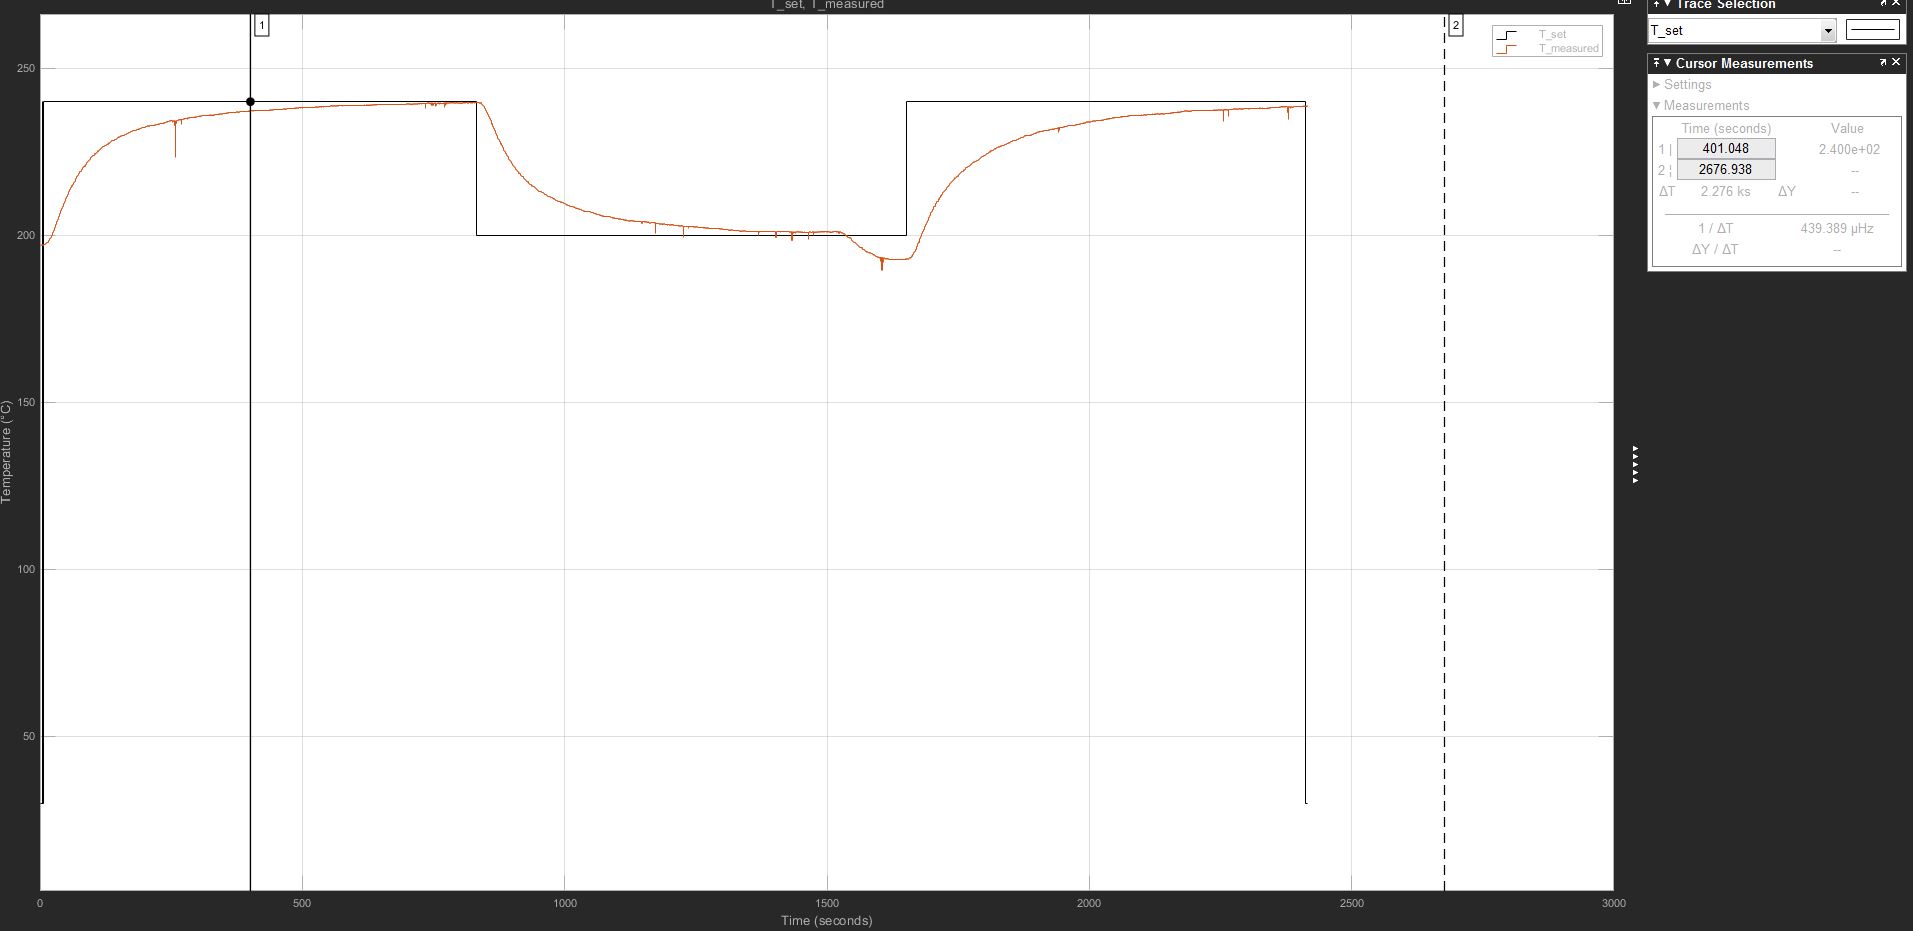 T_set, T_measured
1
2
T_set
T_measured
250
200
150
100
50
Temperature (°C)
0
500
1000
1500
2000
2500
3000
Time (seconds)
Trace Selection
T_set
Cursor Measurements
Settings
Measurements
Time (seconds) Value
1 | 401.048 2.400e+02
2 ¦ 2676.938 --
ΔT 2.276 ks ΔY --
1 / ΔT 439.389 µHz
ΔY / ΔT --